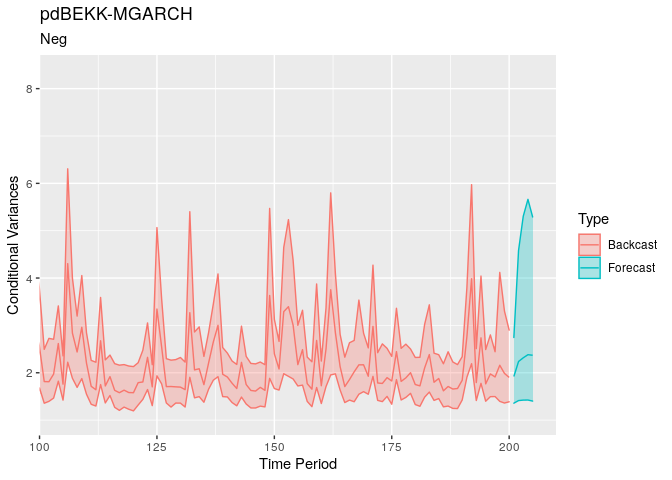 pdBEKK-MGARCH
Neg
Conditional Variances
8
6
4
2
100
125
150
175
200
Time Period
Type
Backcast
Forecast